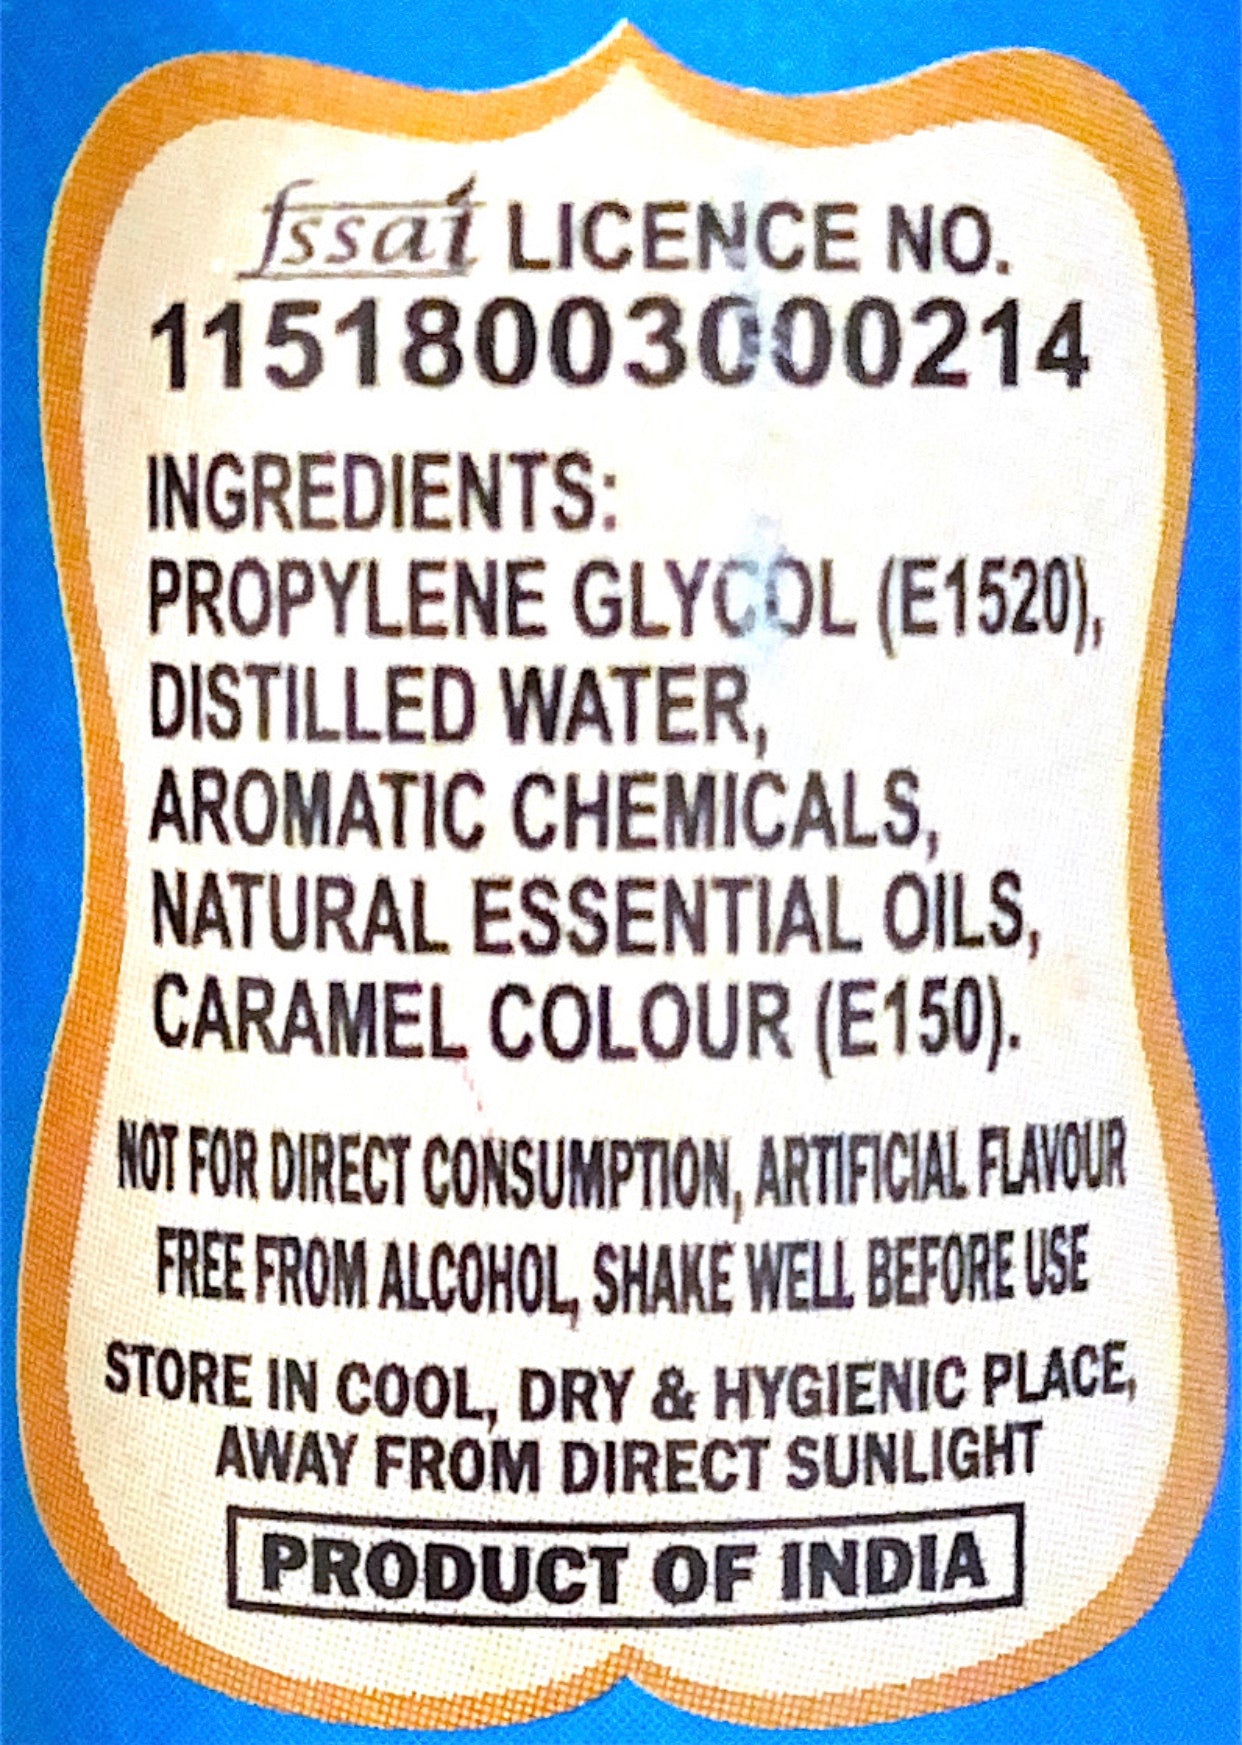 fssai LICENCE NO.
11518003000214
INGREDIENTS:
PROPYLENE GLYCOL (E1520),
DISTILLED WATER,
AROMATIC CHEMICALS,
NATURAL ESSENTIAL OILS,
CARAMEL COLOUR (E150).
NOT FOR DIRECT CONSUMPTION, ARTIFICIAL FLAVOUR
FREE FROM ALCOHOL, SHAKE WELL BEFORE USE
STORE IN COOL, DRY & HYGIENIC PLACE,
AWAY FROM DIRECT SUNLIGHT
PRODUCT OF INDIA